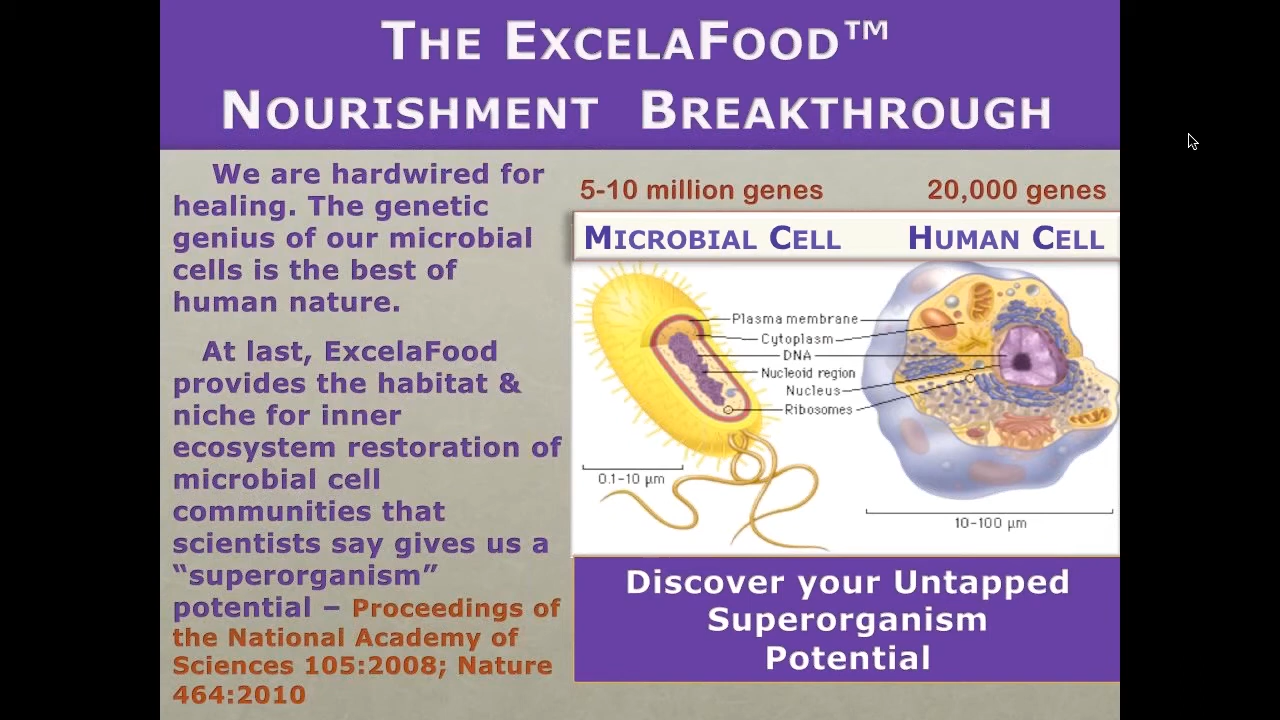 THE EXCELAFOOD™
NOURISHMENT BREAKTHROUGH
We are hardwired for
healing. The genetic
genius of our microbial
cells is the best of
human nature.
At last, ExcelaFood
provides the habitat &
niche for inner
ecosystem restoration of
microbial cell
communities that
scientists say gives us a
“superorganism”
potential – Proceedings of
the National Academy of
Sciences 105:2008; Nature
464:2010
5-10 million genes 20,000 genes
MICROBIAL CELL HUMAN CELL
Plasma membrane
Cytoplasm
DNA
Nucleoid region
Nucleus
Ribosomes
0.1–10 µm
10–100 µm
Discover your Untapped
Superorganism
Potential